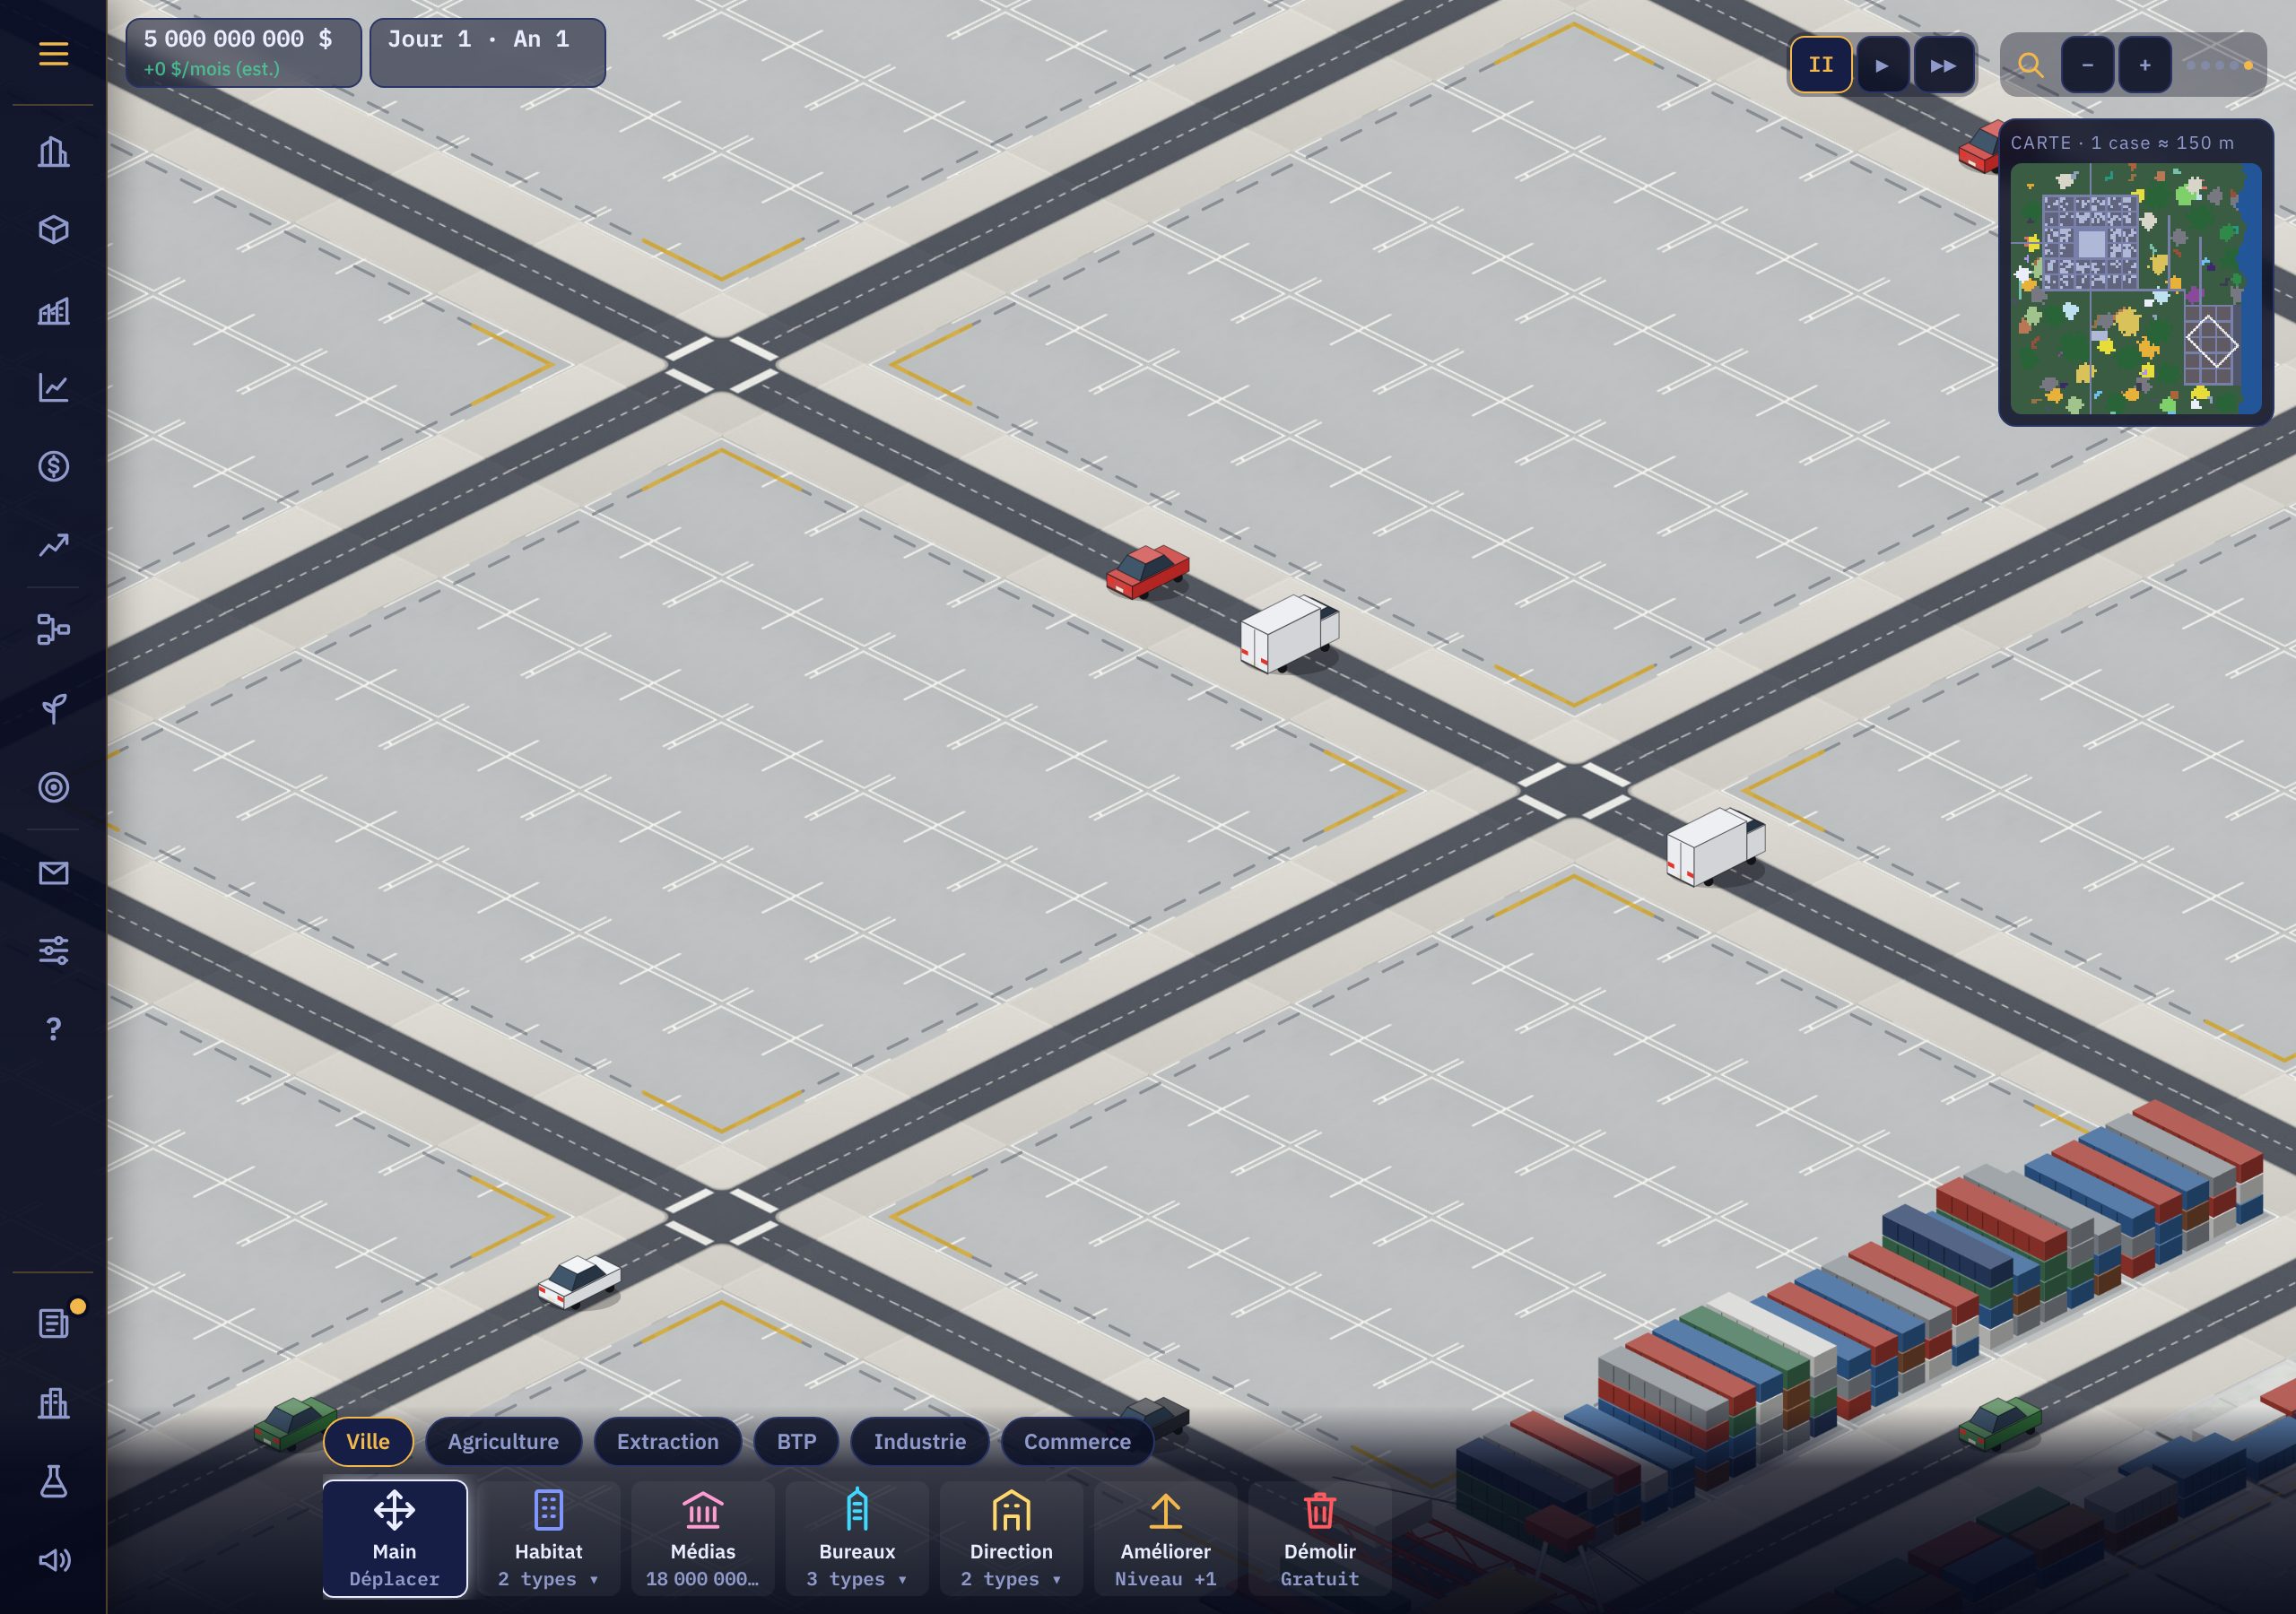 5 000 000 000 $
+0 $/mois (est.)
Jour 1 · An 1
CARTE · 1 case ≈ 150 m
?
Ville
Agriculture
Extraction
BTP
Industrie
Commerce
Main
Déplacer
Habitat
2 types ▾
Médias
18 000 000…
Bureaux
3 types ▾
Direction
2 types ▾
Améliorer
Niveau +1
Démolir
Gratuit